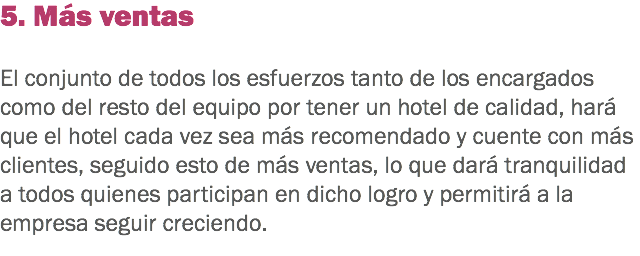 5. Más ventas
El conjunto de todos los esfuerzos tanto de los encargados
como del resto del equipo por tener un hotel de calidad, hará
que el hotel cada vez sea más recomendado y cuente con más
clientes, seguido esto de más ventas, lo que dará tranquilidad
a todos quienes participan en dicho logro y permitirá a la
empresa seguir creciendo.